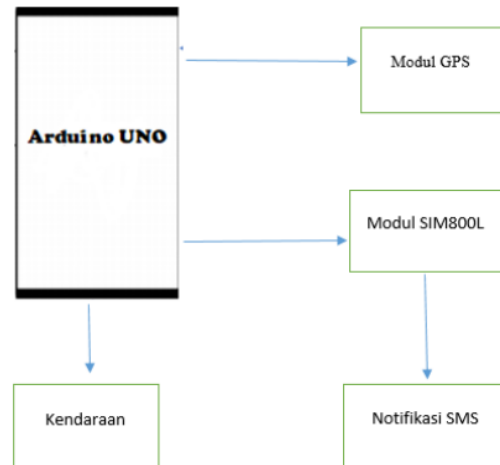 Modul GPS
Arduino UNO
Modul SIM800L
Kendaraan
Notifikasi SMS